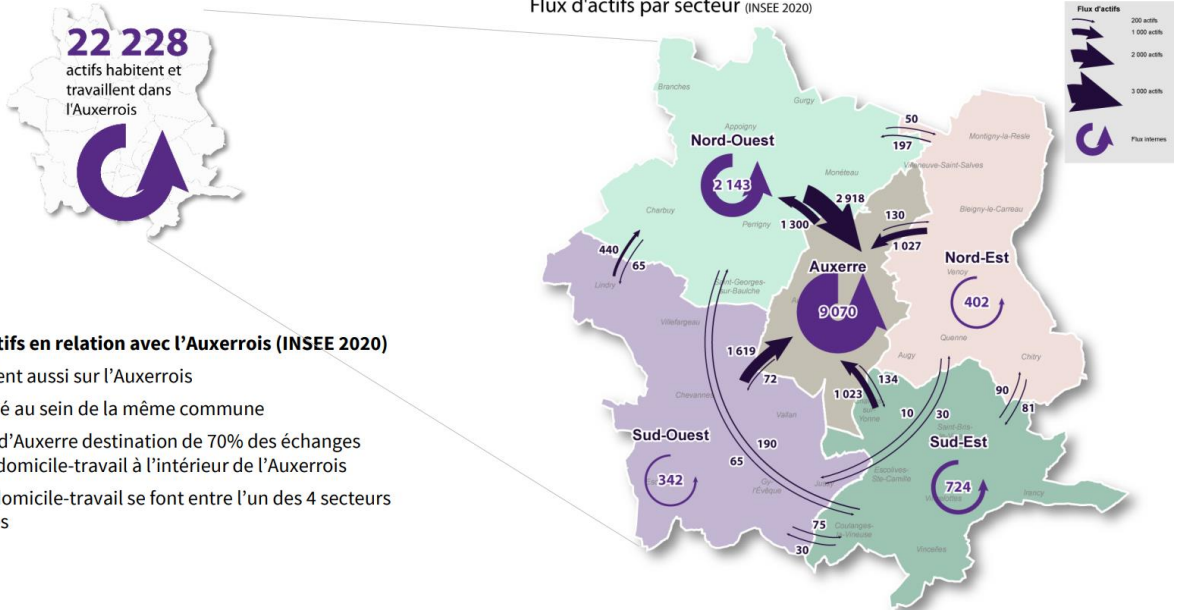 Flux d'actifs par secteur (INSEE 2020)
22 228
actifs habitent et
travaillent dans
l'Auxerrois
tifs en relation avec l'Auxerrois (INSEE 2020)
ent aussi sur l'Auxerrois
é au sein de la même commune
d'Auxerre destination de 70% des échanges
domicile-travail à l'intérieur de l'Auxerrois
domicile-travail se font entre l'un des 4 secteurs
s
Flux d'actifs
200 actifs
1 000 actifs
2 000 actifs
3 000 actifs
Flux internes
Branches
Gurgy
Appoigny
Nord-Ouest
2 143
Monéteau
Charbuy
Perrigny
50
197
Montigny-la-Resle
Villeneuve-Saint-Salves
Bleigny-le-Carreau
2 918
1 300
130
1 027
Nord-Est
Venoy
402
Quenne
Chitry
Augy
440
65
Lindry
Saint-Georges-
sur-Baulche
Auxerre
9 070
Villefargeau
1 619
72
Chevannes
Vallan
1 023
134
10
30
90
81
Sud-Ouest
342
190
65
Gy-
l'Évêque
Jussy
Sud-Est
724
Escolives-
Ste-Camille
Irancy
Vincelottes
75
30
Coulanges-
la-Vineuse
Vincelles